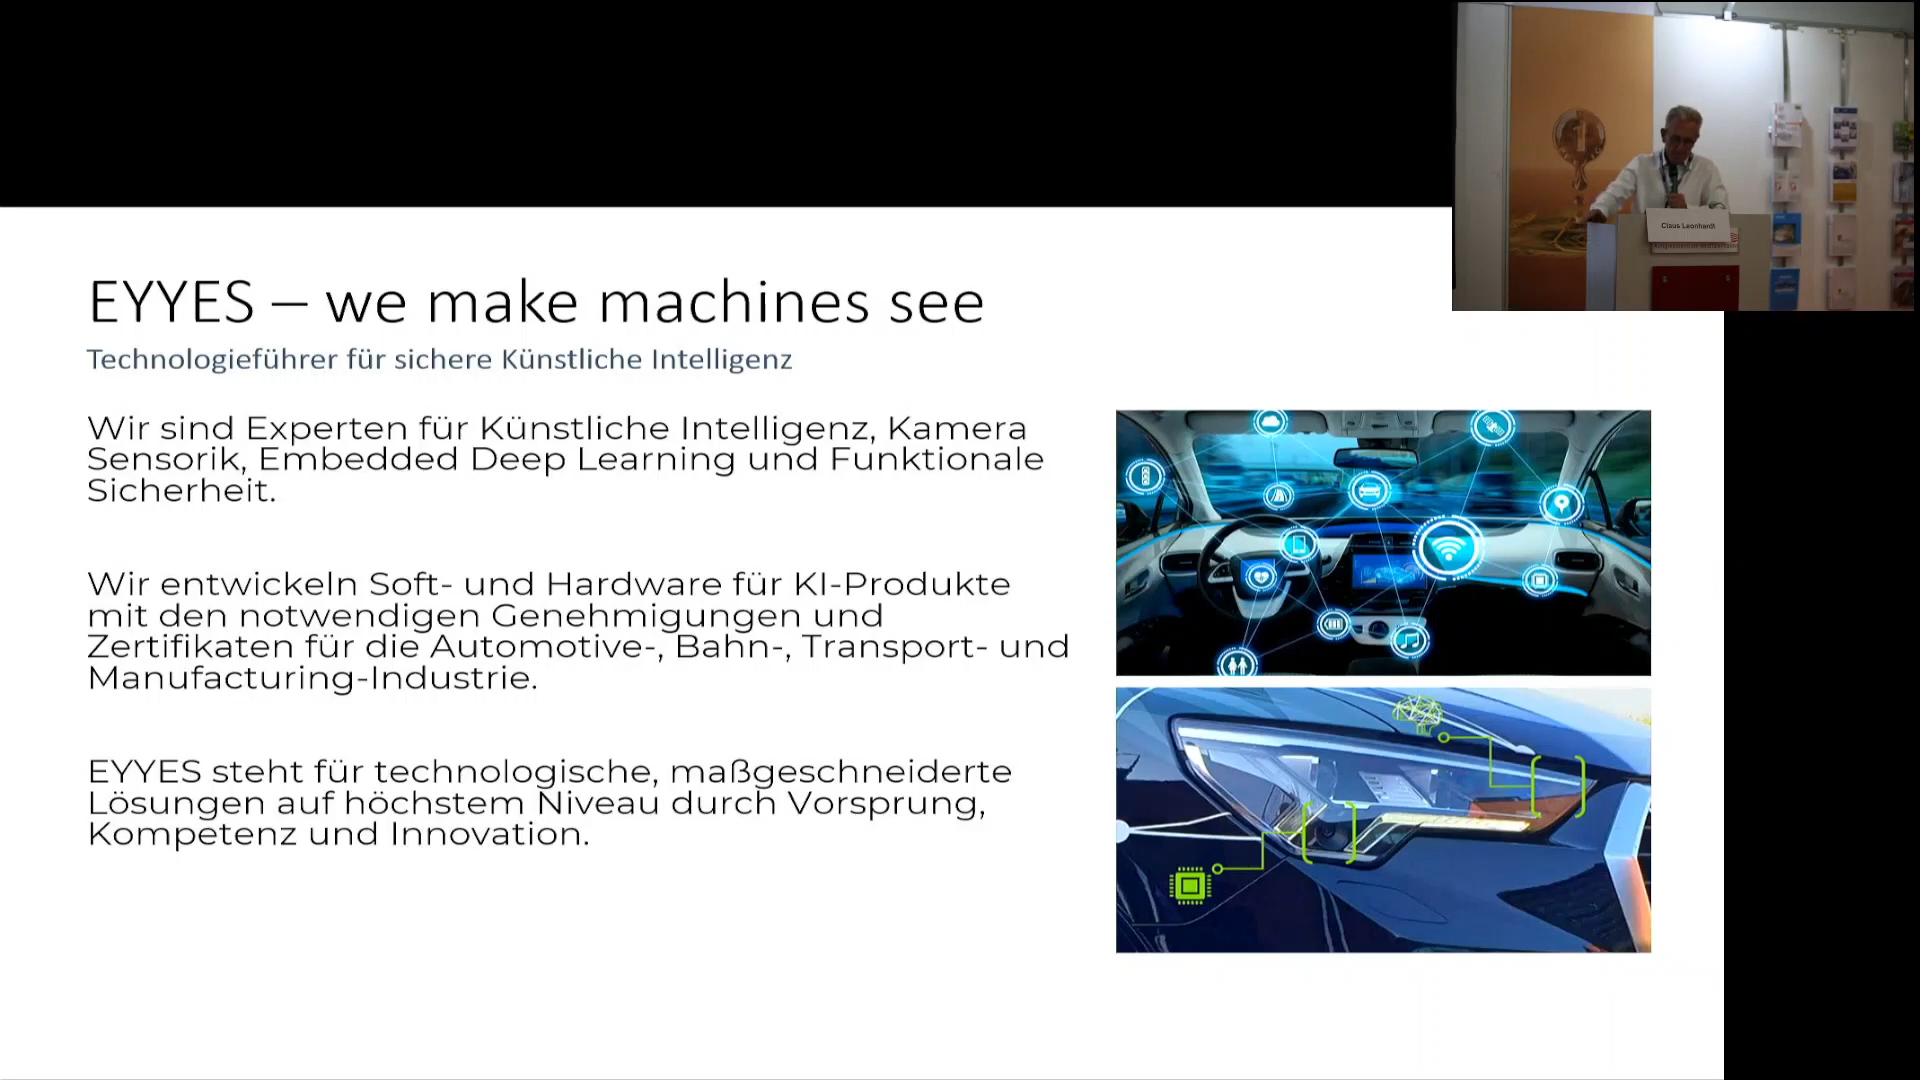 EYYES – we make machines see
Technologieführer für sichere Künstliche Intelligenz
Wir sind Experten für Künstliche Intelligenz, Kamera
Sensorik, Embedded Deep Learning und Funktionale
Sicherheit.
Wir entwickeln Soft- und Hardware für KI-Produkte
mit den notwendigen Genehmigungen und
Zertifikaten für die Automotive-, Bahn-, Transport- und
Manufacturing-Industrie.
EYYES steht für technologische, maßgeschneiderte
Lösungen auf höchstem Niveau durch Vorsprung,
Kompetenz und Innovation.
1
Claus Leonhardt